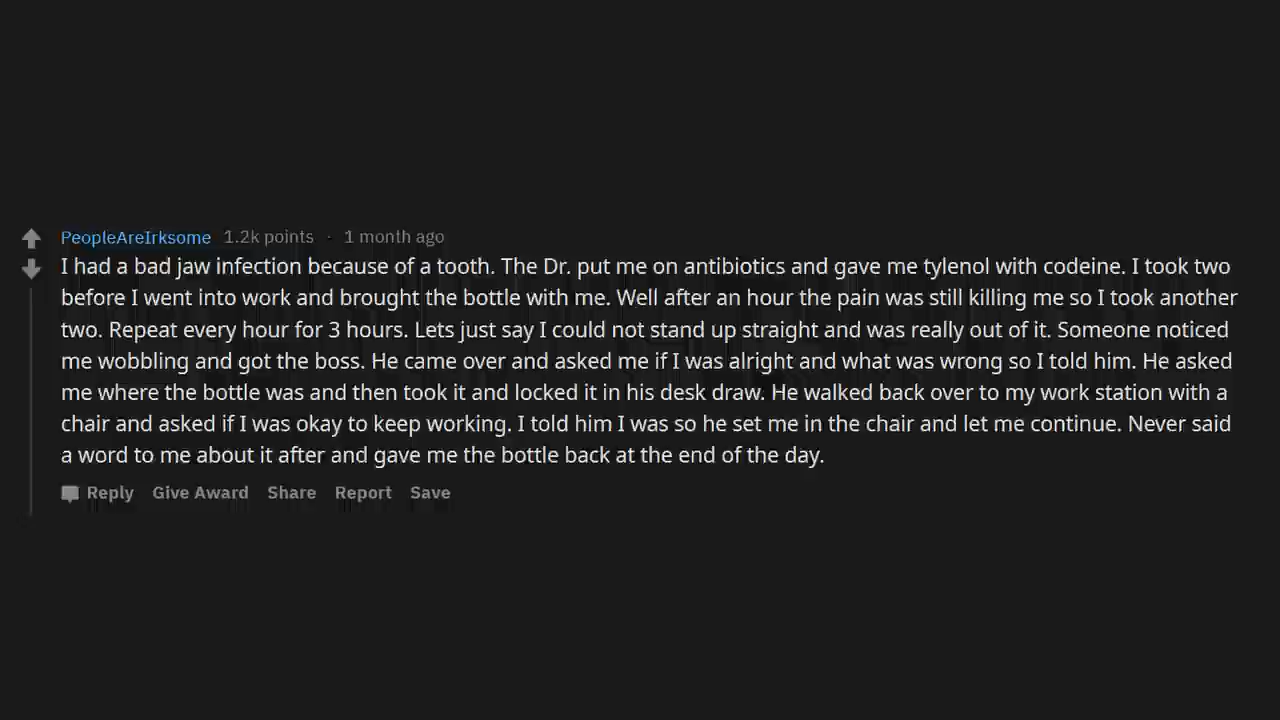 PeopleAreIrksome 1.2k points · 1 month ago
I had a bad jaw infection because of a tooth. The Dr. put me on antibiotics and gave me tylenol with codeine. I took two
before I went into work and brought the bottle with me. Well after an hour the pain was still killing me so I took another
two. Repeat every hour for 3 hours. Lets just say I could not stand up straight and was really out of it. Someone noticed
me wobbling and got the boss. He came over and asked me if I was alright and what was wrong so I told him. He asked
me where the bottle was and then took it and locked it in his desk draw. He walked back over to my work station with a
chair and asked if I was okay to keep working. I told him I was so he set me in the chair and let me continue. Never said
a word to me about it after and gave me the bottle back at the end of the day.
Reply Give Award Share Report Save